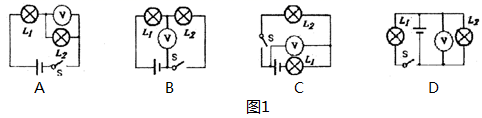 L₁ V L₂ S
L₁ L₂ V S
L₂ S V L₁
L₁ V L₂ S
A B C D
图1